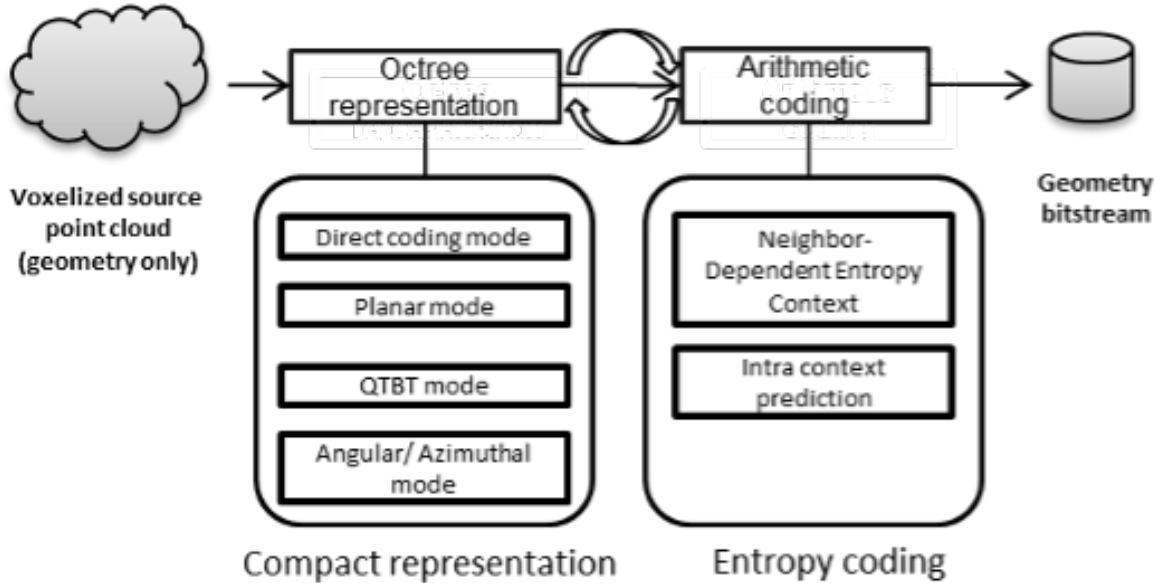 Octree
representation
Arithmetic
coding
Voxelized source
point cloud
(geometry only)
Geometry
bitstream
Direct coding mode
Planar mode
QTBT mode
Angular/ Azimuthal
mode
Neighbor-
Dependent Entropy
Context
Intra context
prediction
Compact representation
Entropy coding